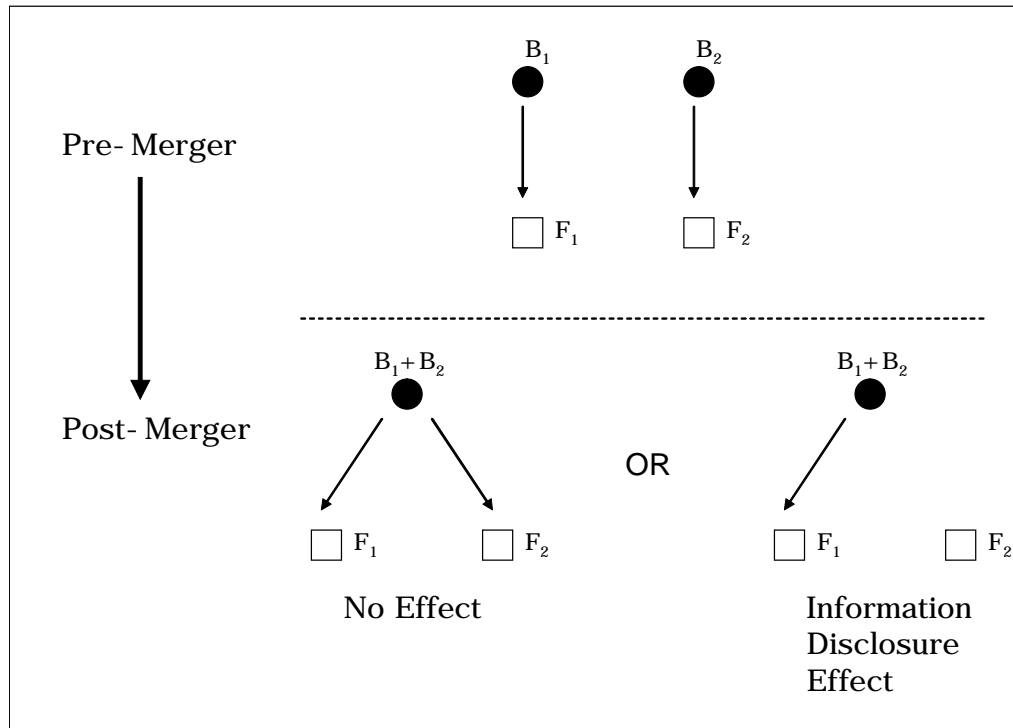 B₁ B₂
Pre- Merger
F₁ F₂
B₁+ B₂ B₁+ B₂
Post- Merger
OR
F₁ F₂ F₁ F₂
No Effect
Information
Disclosure
Effect